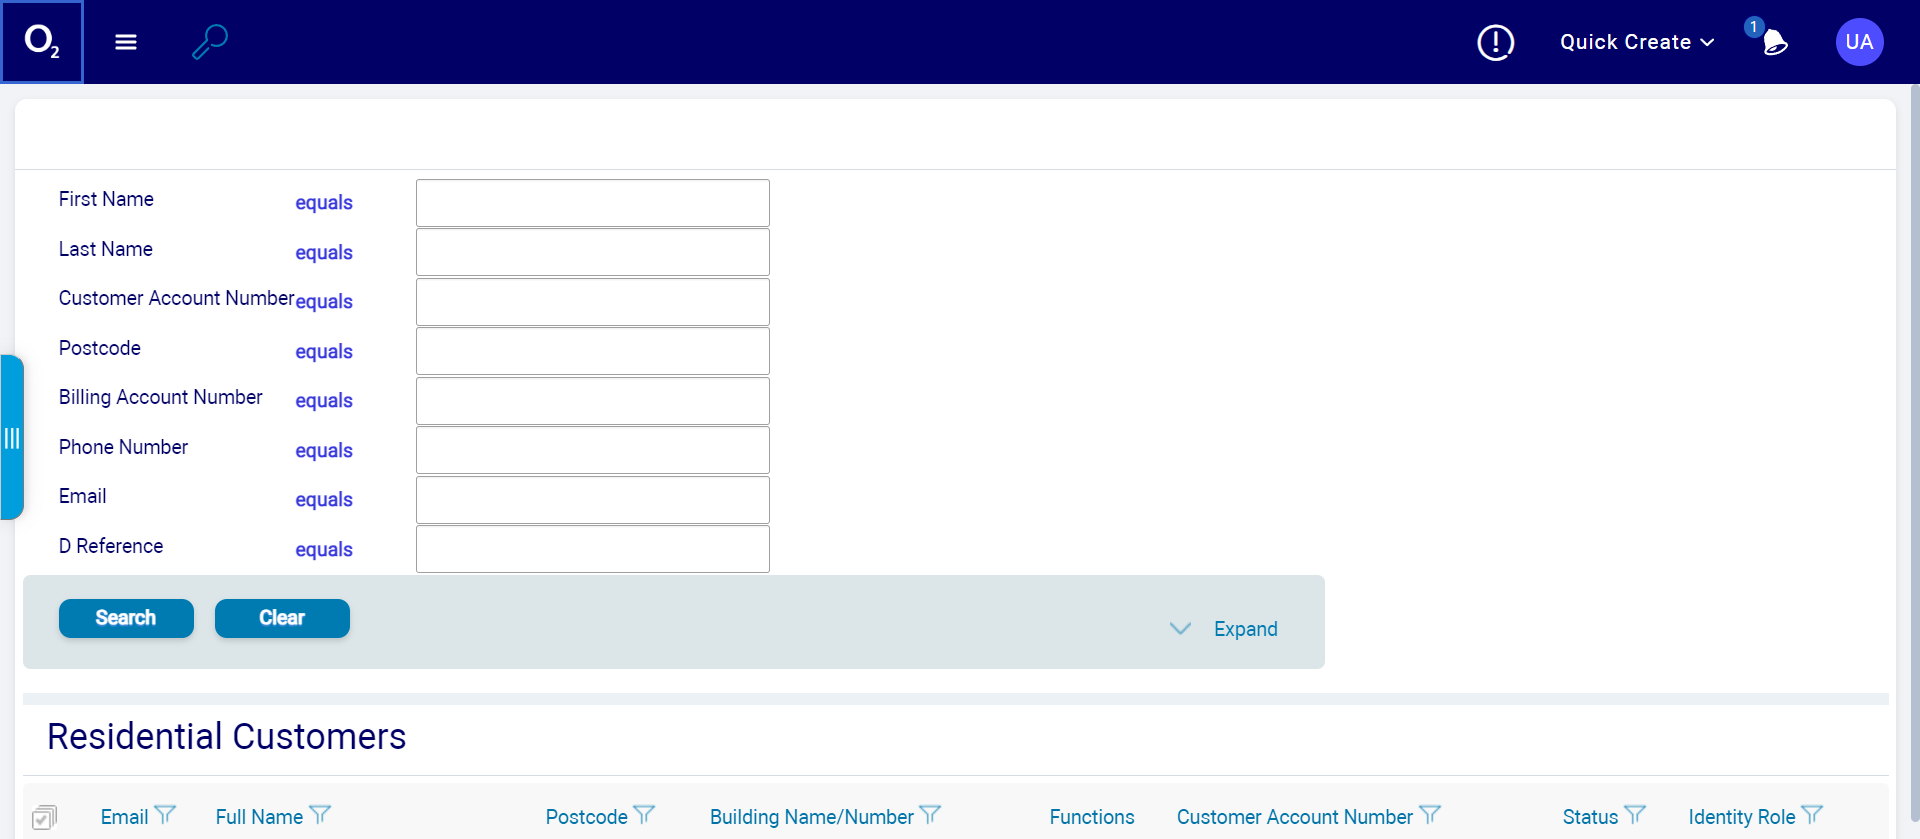 O2
Quick Create
1
UA
First Name equals
Last Name equals
Customer Account Number equals
Postcode equals
Billing Account Number equals
Phone Number equals
Email equals
D Reference equals
Search Clear Expand
Residential Customers
Email Full Name Postcode Building Name/Number Functions Customer Account Number Status Identity Role